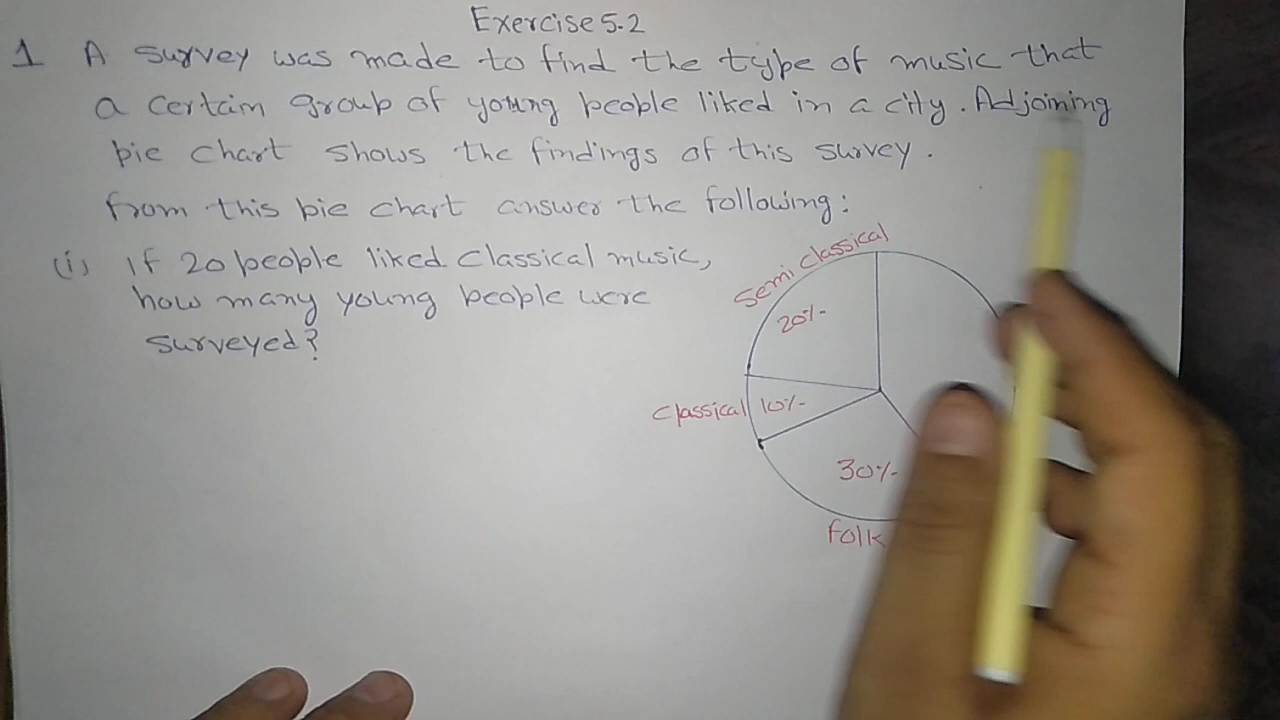 Exercise 5.2
1 A survey was made to find the type of music that
a certain group of young people liked in a city. Adjoining
pie chart shows the findings of this survey.
From this pie chart answer the following:
(i) If 20 people liked classical music,
how many young people were
surveyed?
Semi classical
20%
Classical 10%
30%
Folk